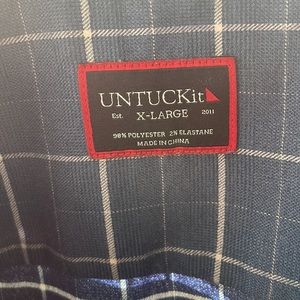 UNTUCKit
Est. X-LARGE 2011
98% POLYESTER 2% ELASTANE
MADE IN CHINA